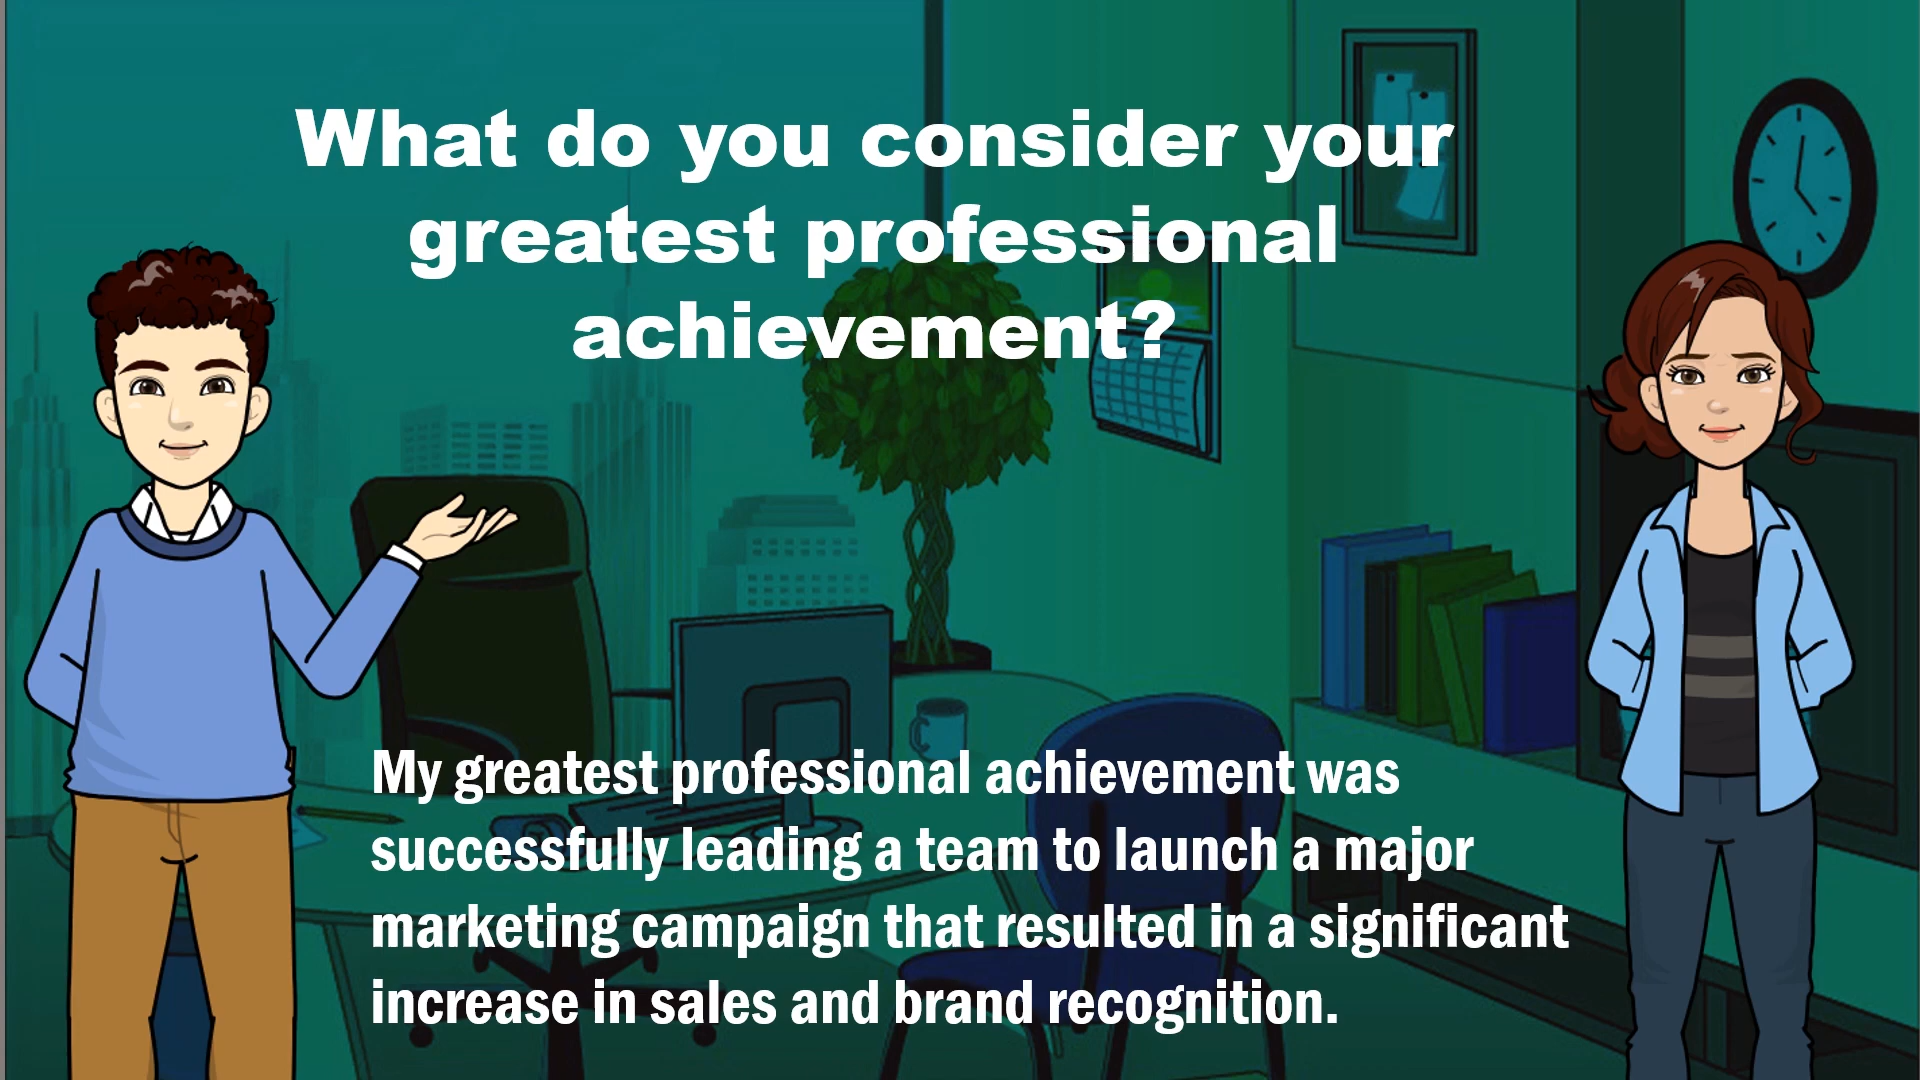 What do you consider your
greatest professional
achievement?
My greatest professional achievement was
successfully leading a team to launch a major
marketing campaign that resulted in a significant
increase in sales and brand recognition.